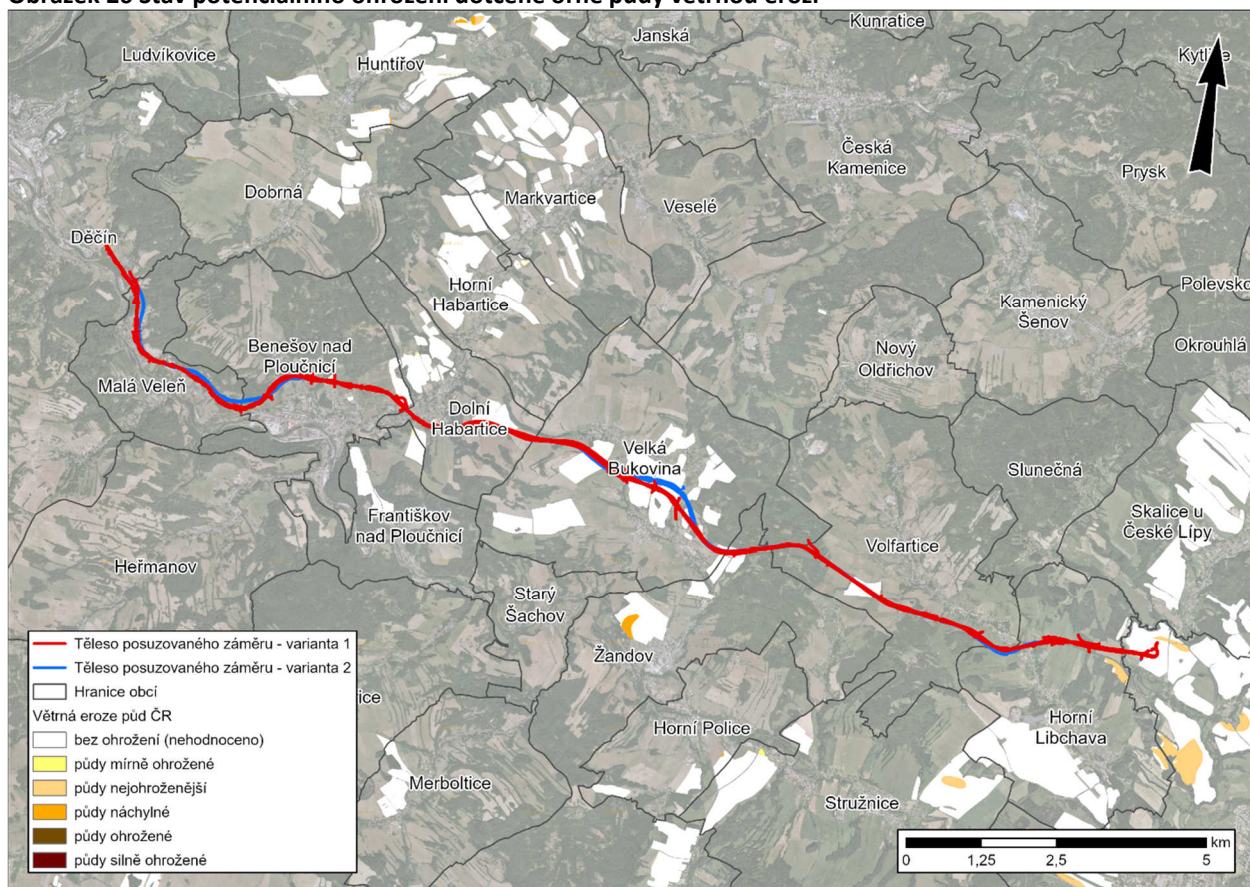 Kunratice
Janská
Ludvíkovice
Huntířov
Česká
Kamenice
Prysk
Dobrná
Markvartice
Veselé
Děčín
Horní
Habartice
Kamenický
Šenov
Okrouhlá
Benešov nad
Ploučnicí
Nový
Oldřichov
Malá Veleň
Dolní
Habartice
Velká
Bukovina
Slunečná
Skalice u
České Lípy
Františkov
nad Ploučnicí
Volfartice
Heřmanov
Starý
Šachov
Žandov
Horní Police
Horní
Libchava
Merboltice
Stružnice
Těleso posuzovaného záměru - varianta 1
Těleso posuzovaného záměru - varianta 2
Hranice obcí
Větrná eroze půd ČR
bez ohrožení (nehodnoceno)
půdy mírně ohrožené
půdy nejohroženější
půdy náchylné
půdy ohrožené
půdy silně ohrožené
km
0 1,25 2,5 5